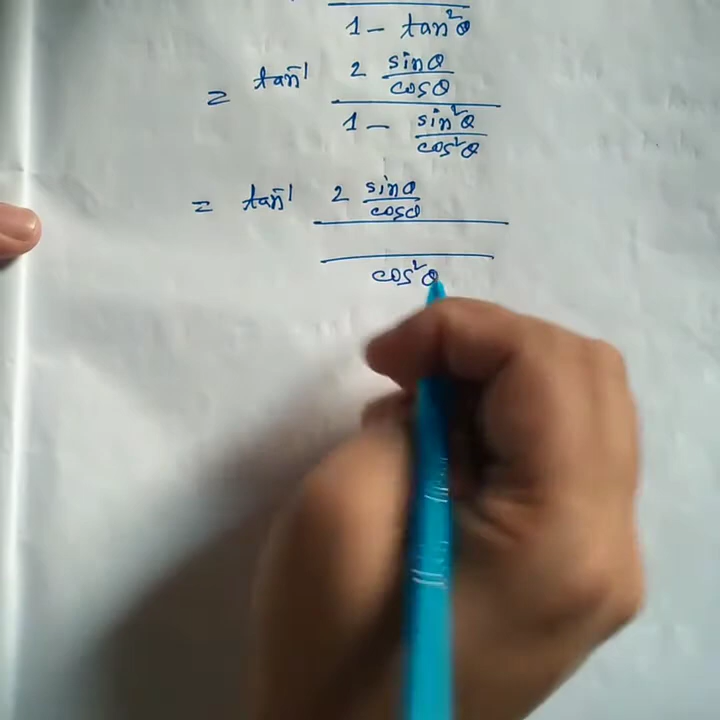 1 - tan²θ
= tan⁻¹ 2 sinθ/cosθ
1 - sin²θ/cos²θ
= tan⁻¹ 2 sinθ/cosθ
cos²θ